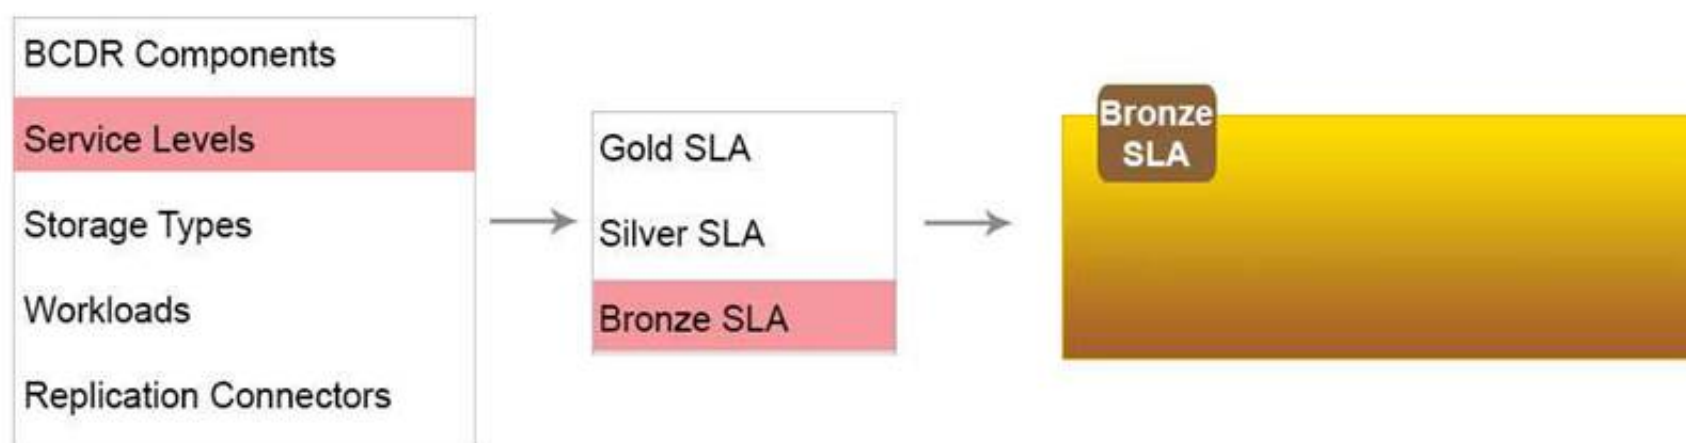 BCDR Components
Service Levels
Storage Types
Workloads
Replication Connectors
Gold SLA
Silver SLA
Bronze SLA
Bronze
SLA